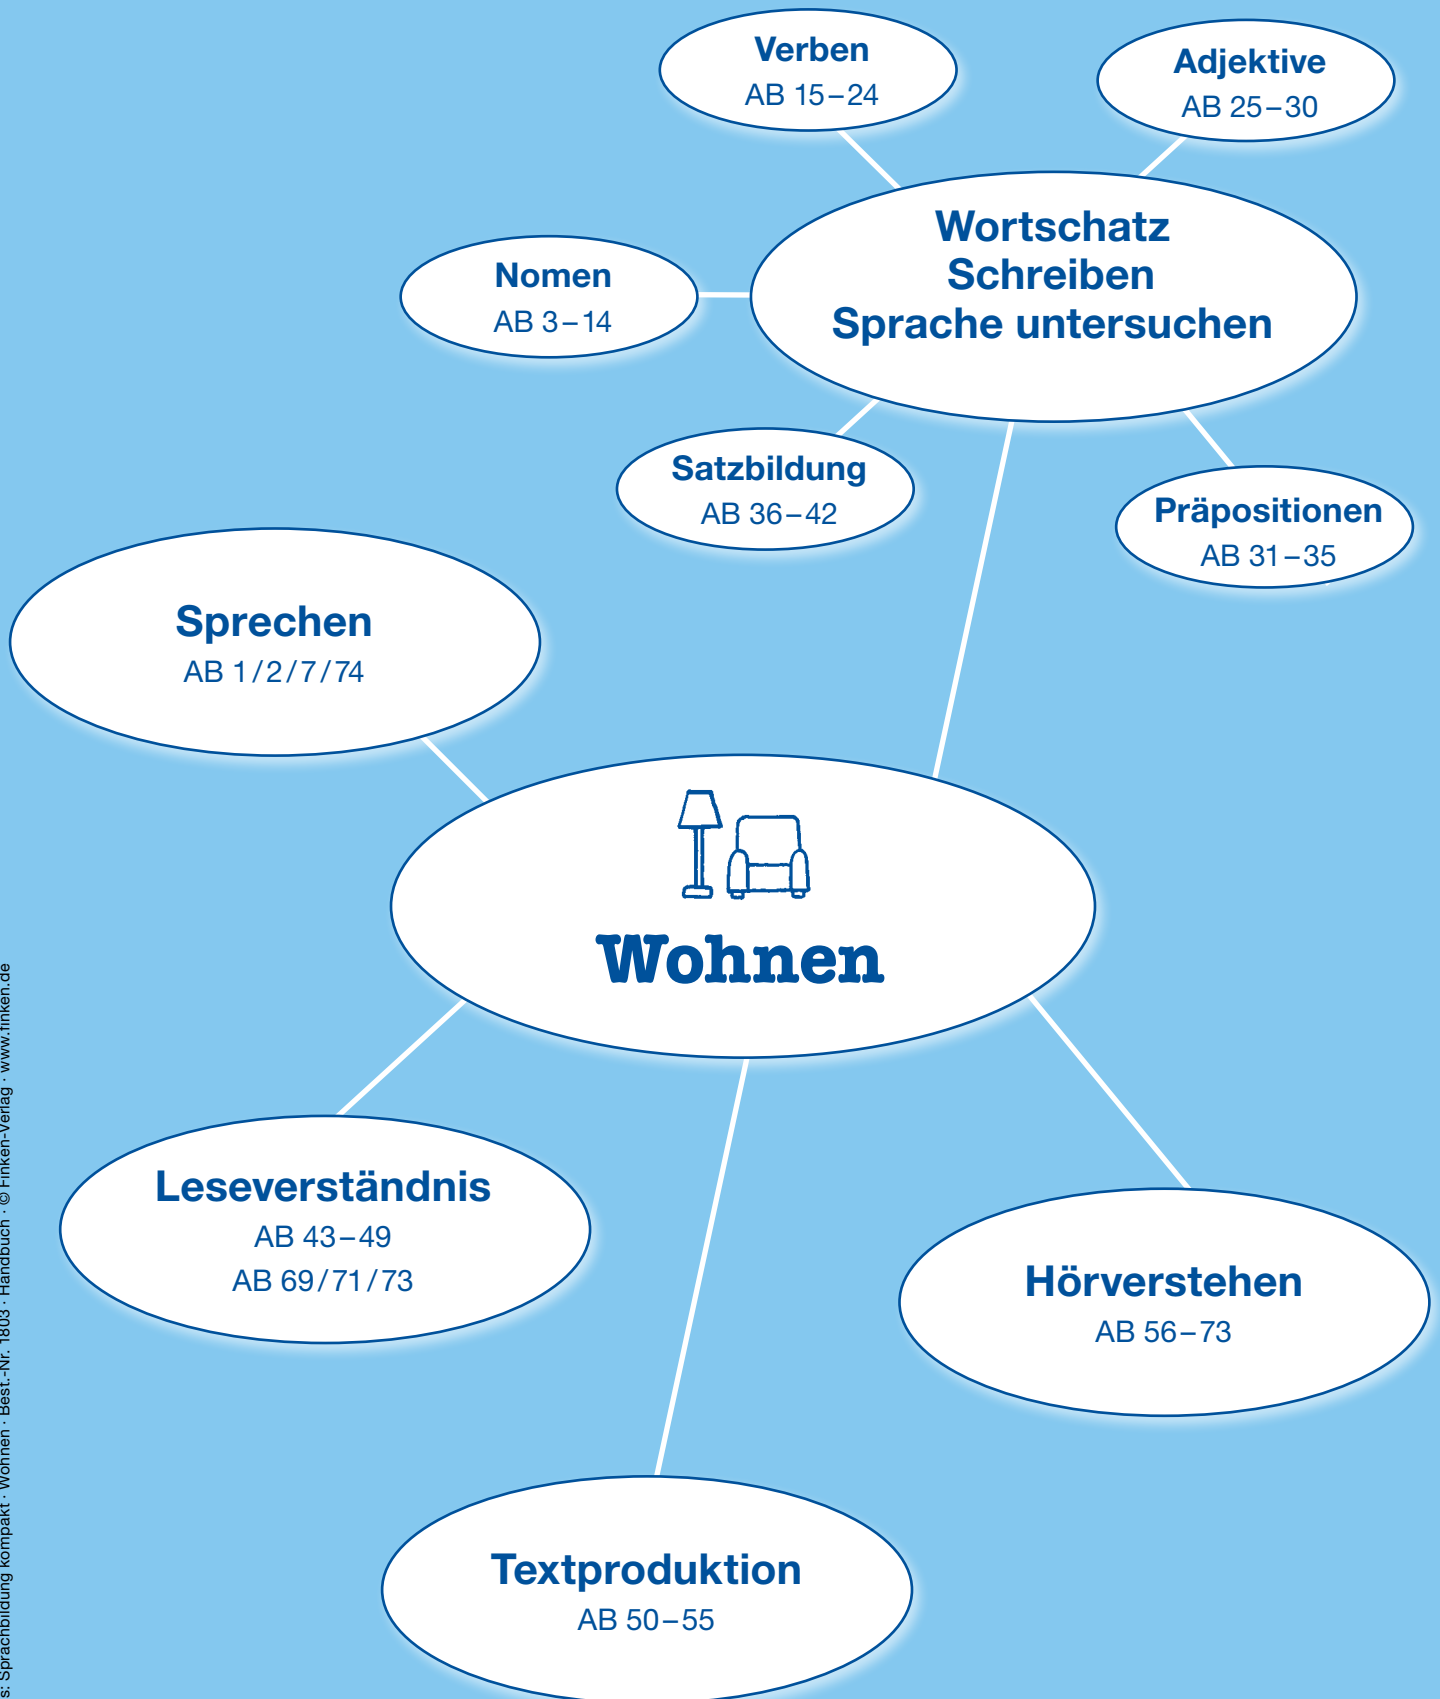 Verben
AB 15–24
Adjektive
AB 25–30
Wortschatz
Schreiben
Sprache untersuchen
Nomen
AB 3–14
Satzbildung
AB 36–42
Präpositionen
AB 31–35
Sprechen
AB 1/2/7/74
Wohnen
Leseverständnis
AB 43–49
AB 69/71/73
Hörverstehen
AB 56–73
Textproduktion
AB 50–55
Sprachbildung kompakt · Wohnen · Best.-Nr. 1803 · Handbuch · © Finken-Verlag · www.finken.de